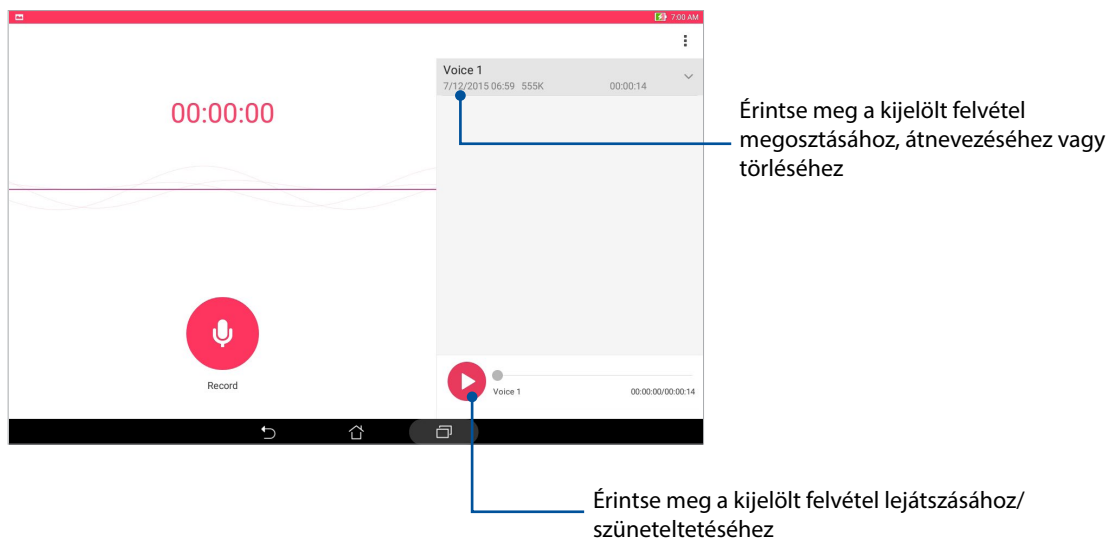 7:00 AM
Voice 1
7/12/2015 06:59 555K 00:00:14
00:00:00
Érintse meg a kijelölt felvétel
megosztásához, átnevezéséhez vagy
törléséhez
Record
Voice 1 00:00:00/00:00:14
Érintse meg a kijelölt felvétel lejátszásához/
szüneteltetéséhez